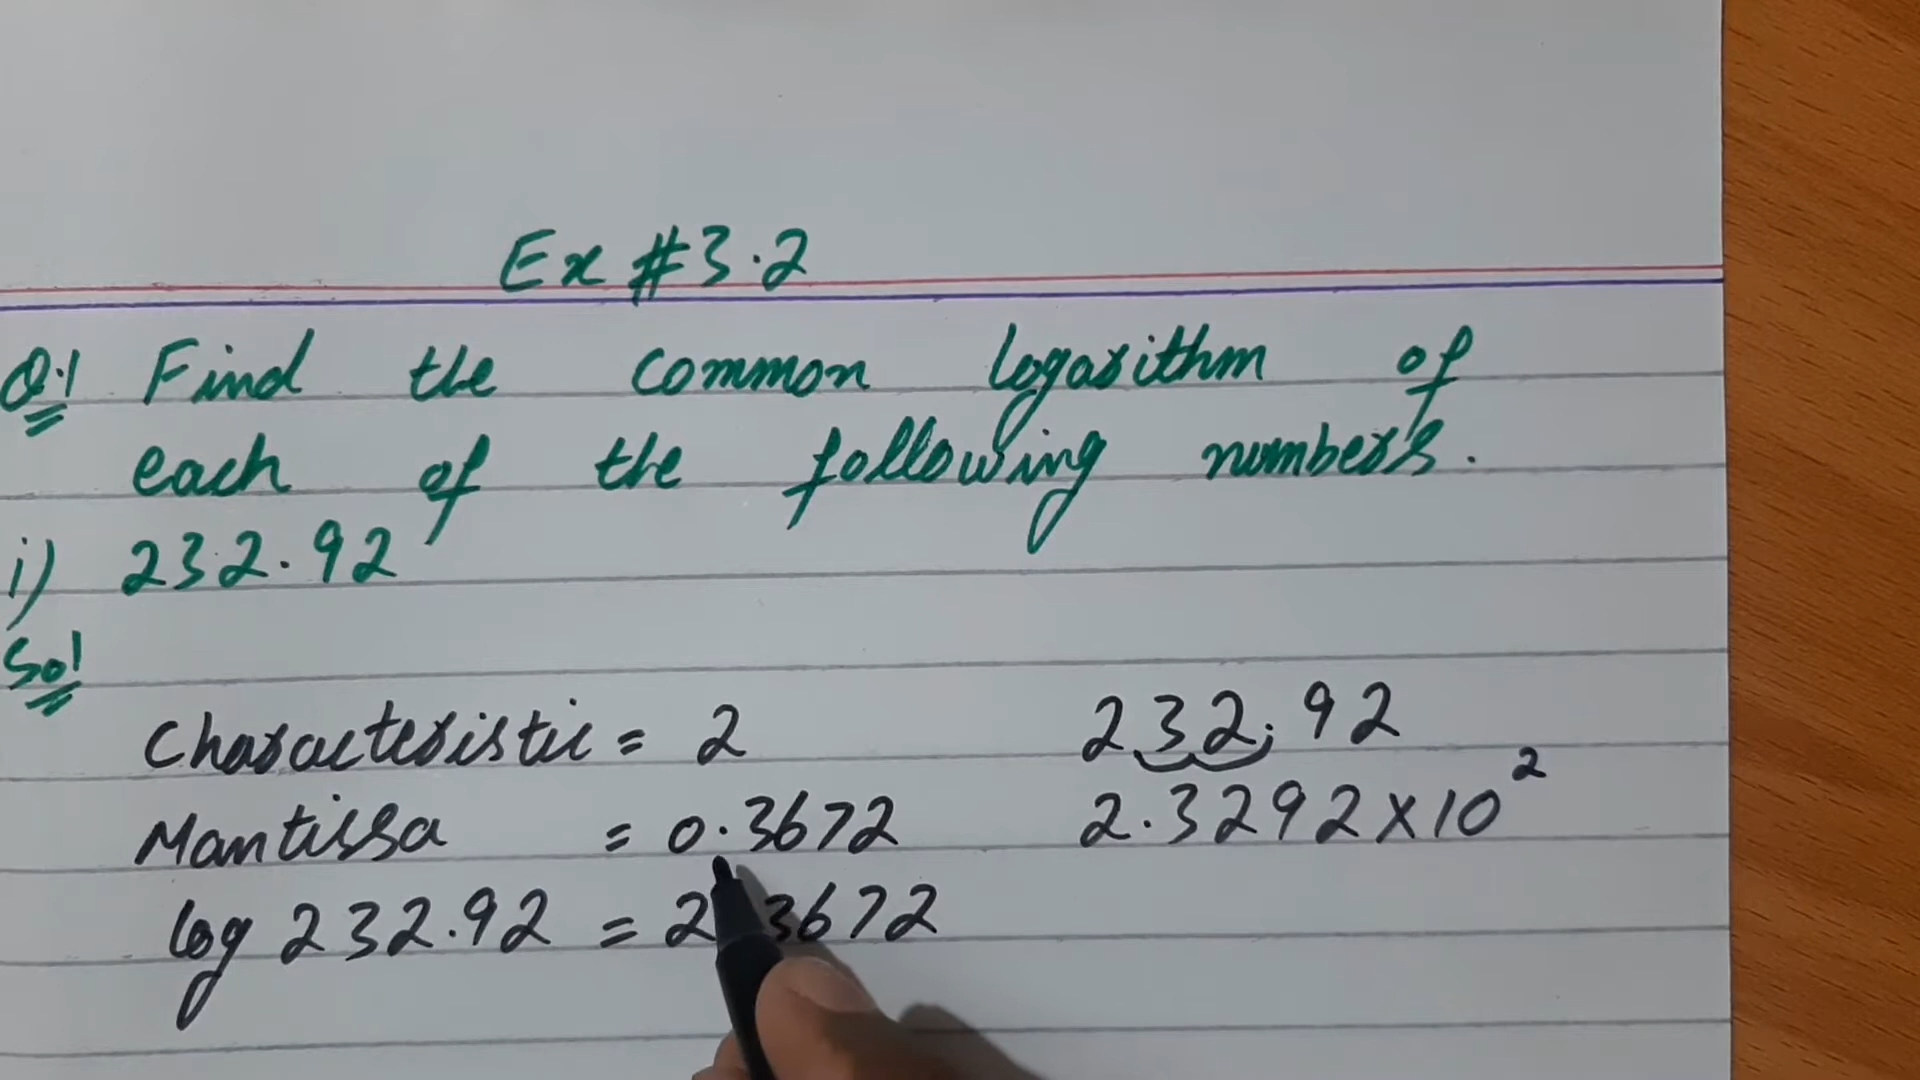 Ex #3.2
Q.1 Find the common logarithm of
each of the following numbers.
i) 232.92
Sol
Characteristic = 2
232.92
Mantissa = 0.3672
2.3292×10²
log 232.92 = 2.3672